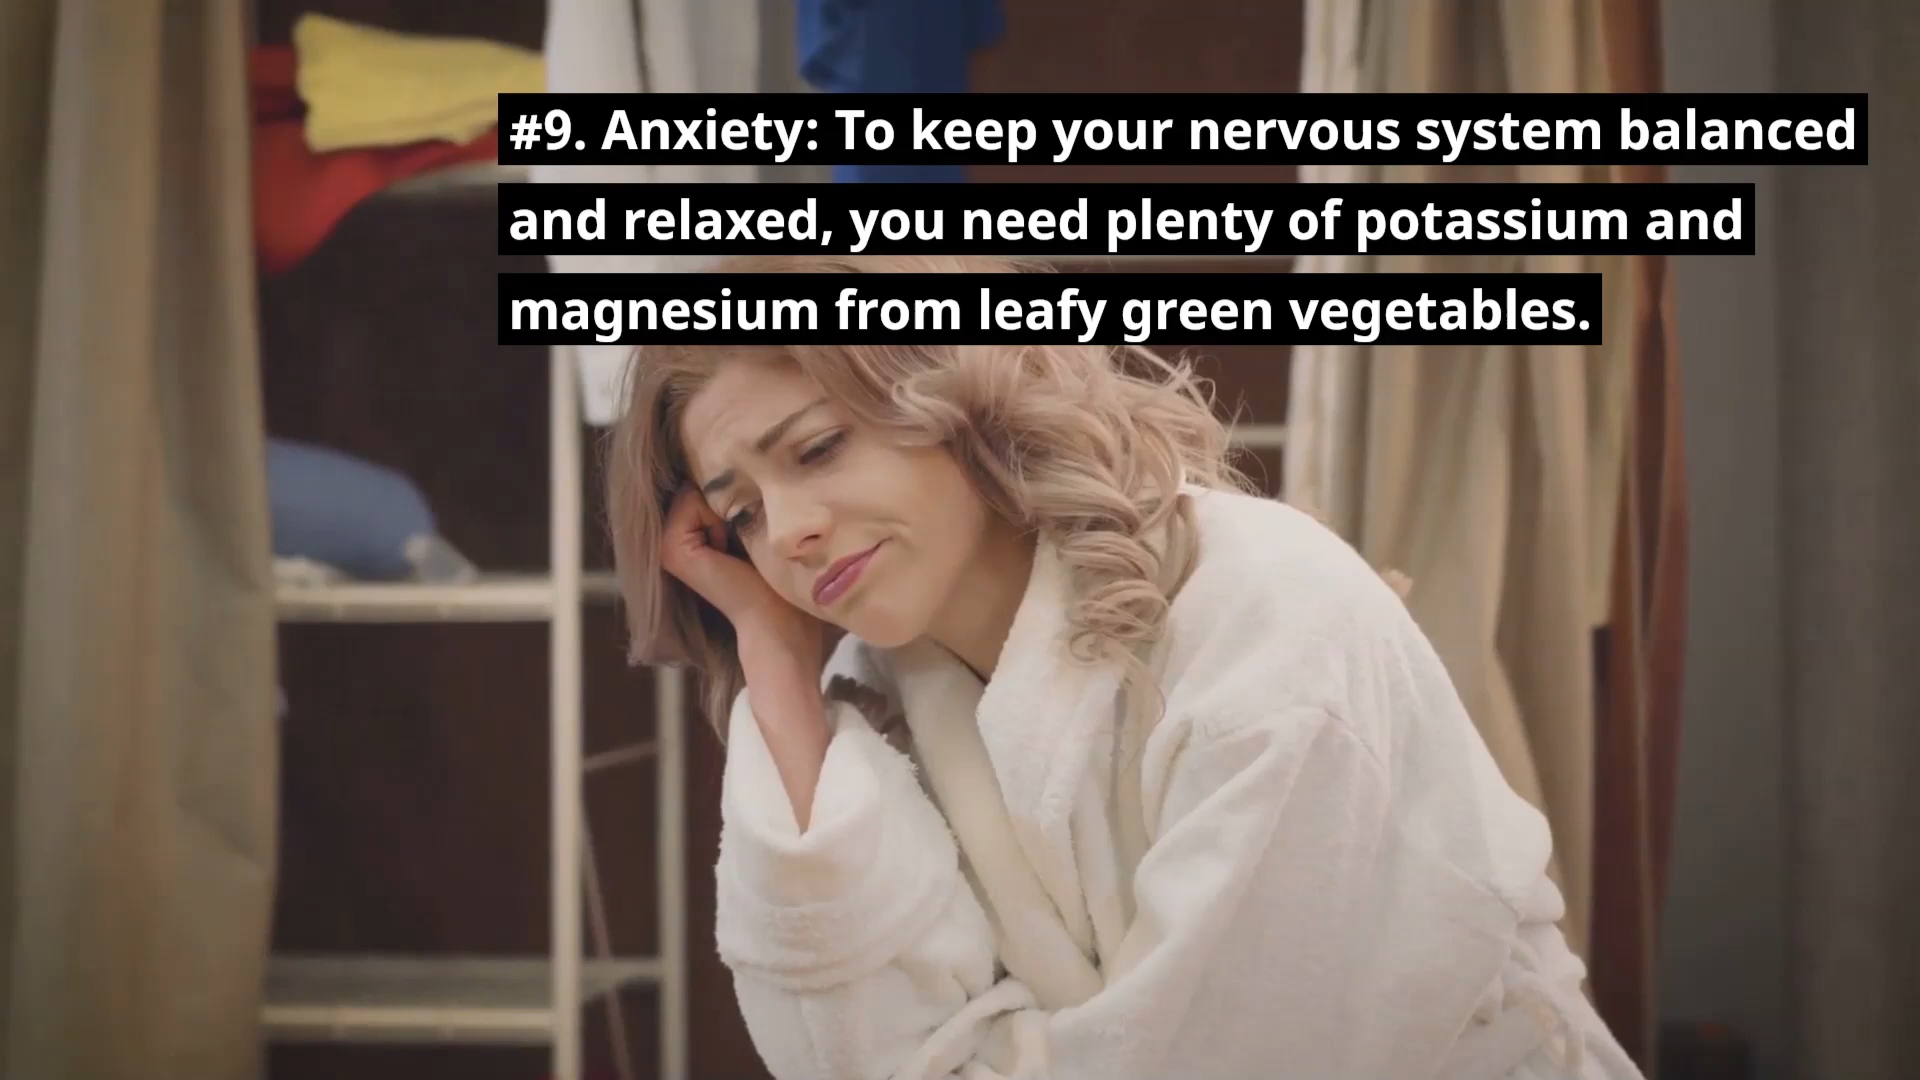 #9. Anxiety: To keep your nervous system balanced
and relaxed, you need plenty of potassium and
magnesium from leafy green vegetables.